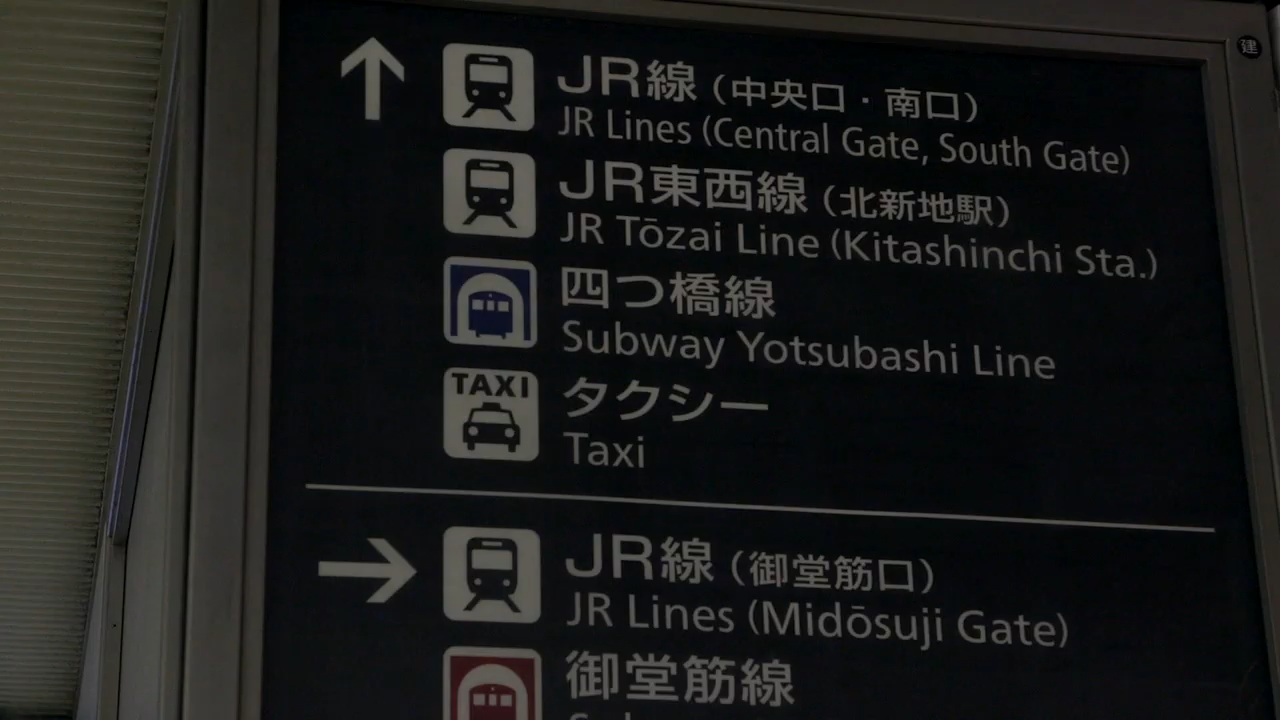 建
JR線（中央口・南口）
JR Lines (Central Gate, South Gate)
JR東西線（北新地駅）
JR Tōzai Line (Kitashinchi Sta.)
四つ橋線
Subway Yotsubashi Line
TAXI
タクシー
Taxi
JR線（御堂筋口）
JR Lines (Midōsuji Gate)
御堂筋線